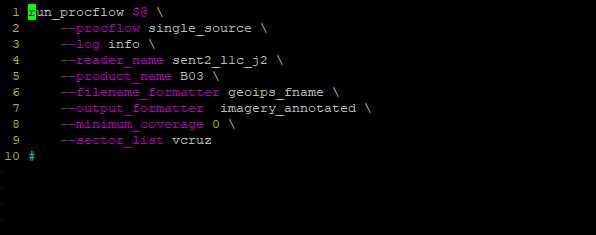 1 run_procflow $@ \
2     --procflow single_source \
3     --log info \
4     --reader_name sent2_l1c_j2 \
5     --product_name B03 \
6     --filename_formatter geoips_fname \
7     --output_formatter  imagery_annotated \
8     --minimum_coverage 0 \
9     --sector_list vcruz
10 #
~
~
~
~